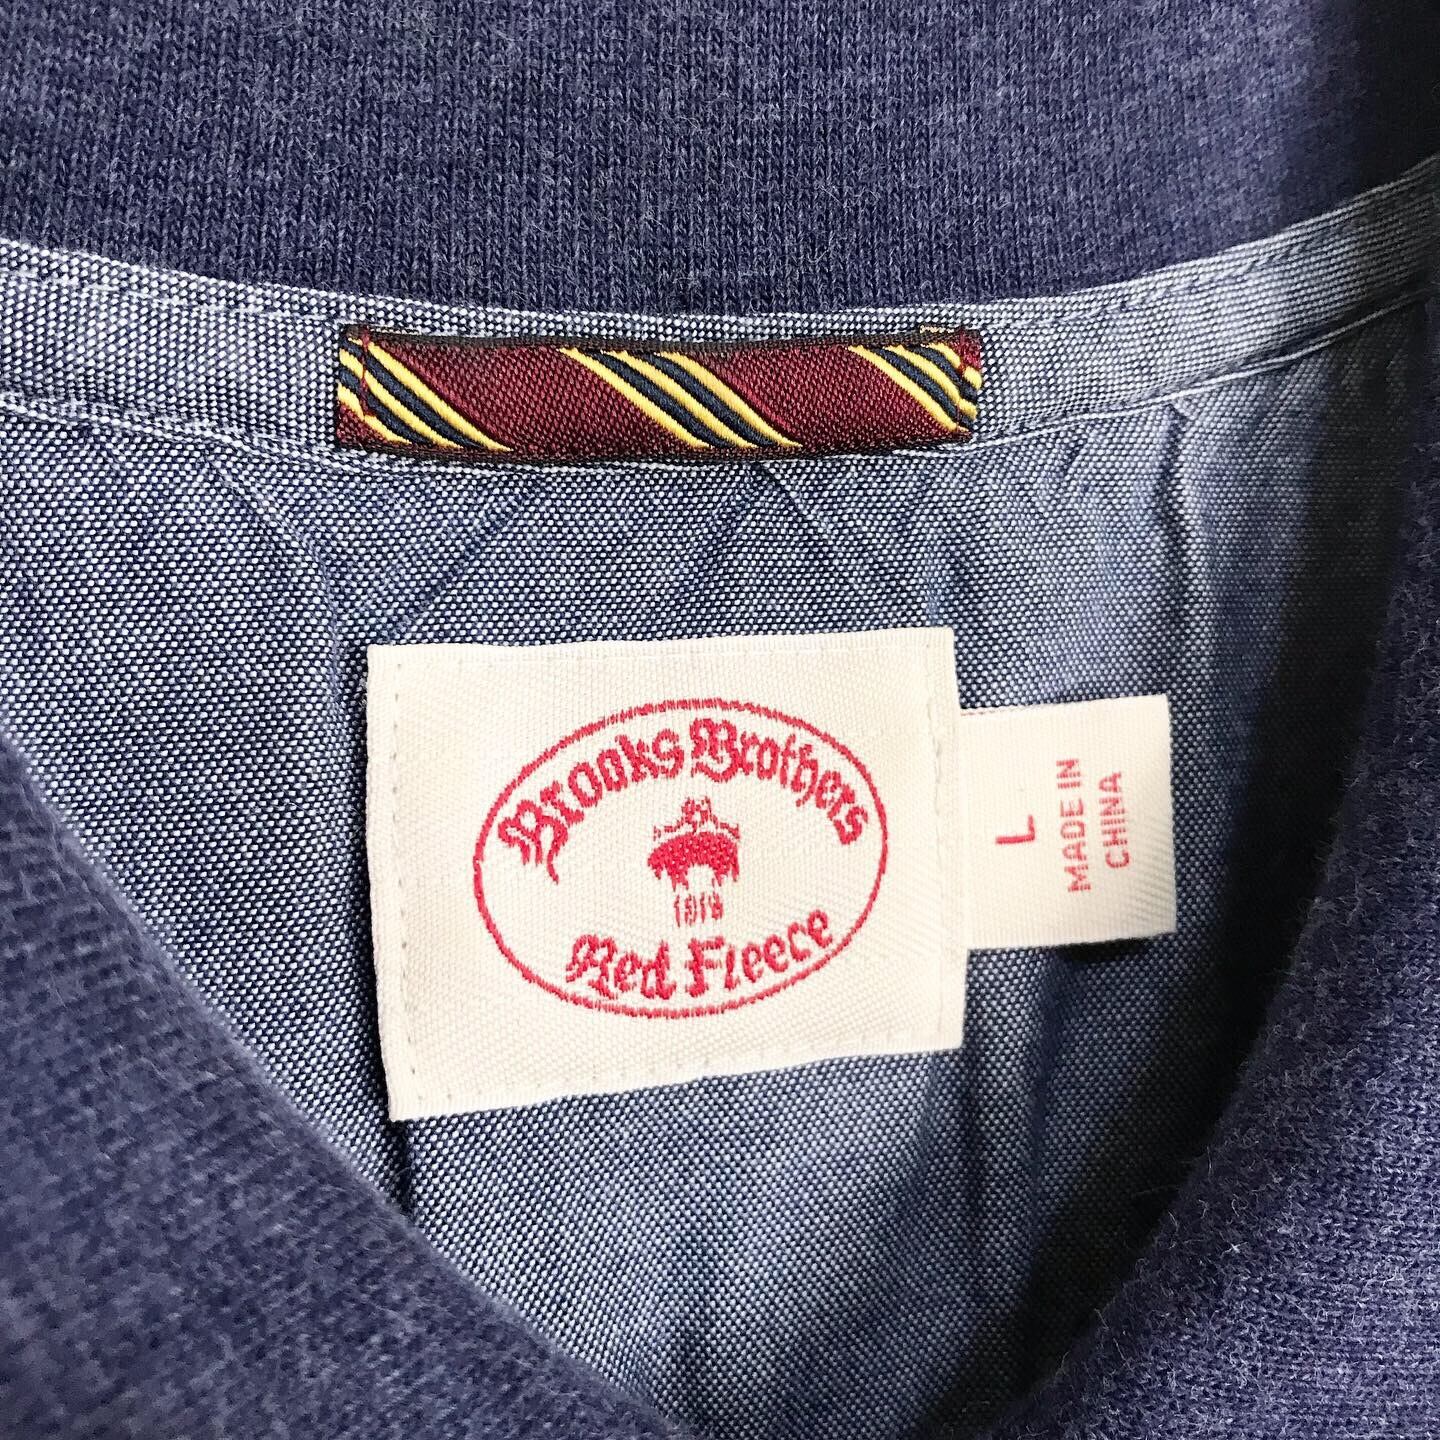 Brooks Brothers
1818
Red Fleece
L
MADE IN
CHINA